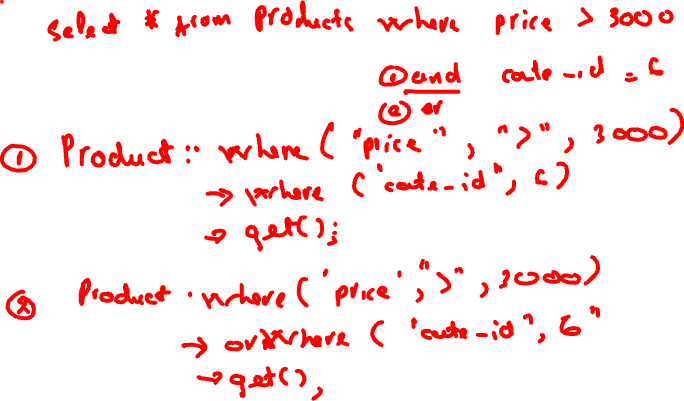 select * from products where price > 3000
① and cate_id = 6
② or
① Product :: where ( "price" , ">" , 3000)
→ where ( "cate_id", 6)
→ get();
② Product . where ( 'price' , ">" , 3000)
→ orWhere ( 'cate_id", 6"
→ get(),